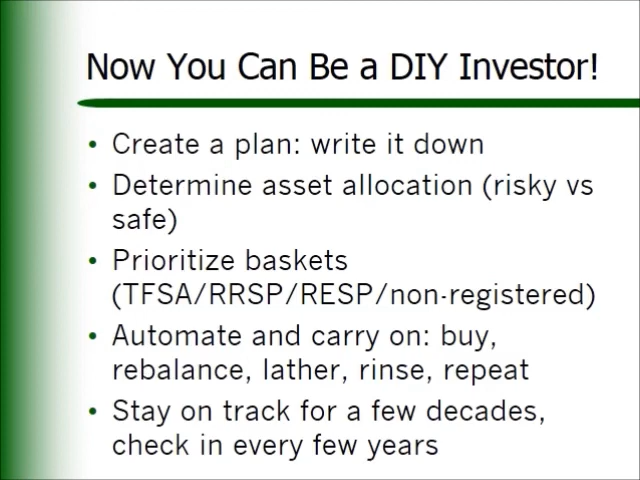 Now You Can Be a DIY Investor!
• Create a plan: write it down
• Determine asset allocation (risky vs
safe)
• Prioritize baskets
(TFSA/RRSP/RESP/non-registered)
• Automate and carry on: buy,
rebalance, lather, rinse, repeat
• Stay on track for a few decades,
check in every few years